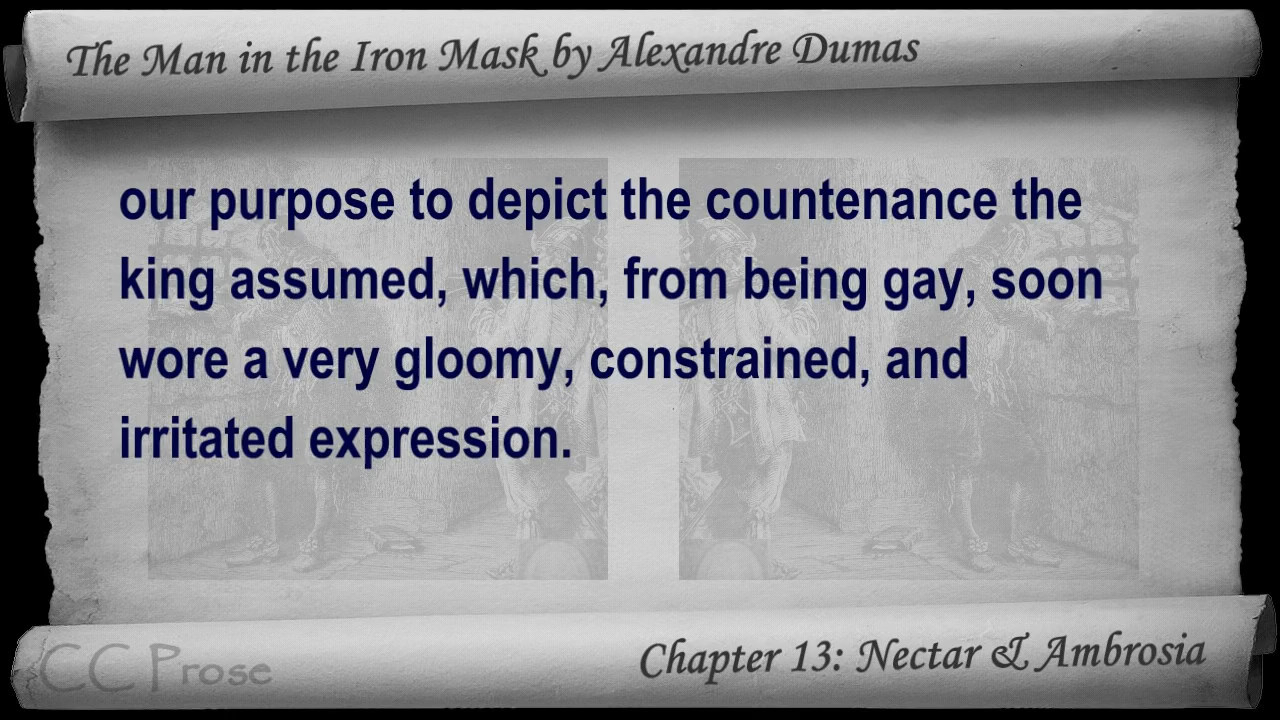 The Man in the Iron Mask by Alexandre Dumas
our purpose to depict the countenance the
king assumed, which, from being gay, soon
wore a very gloomy, constrained, and
irritated expression.
CC Prose
Chapter 13: Nectar & Ambrosia